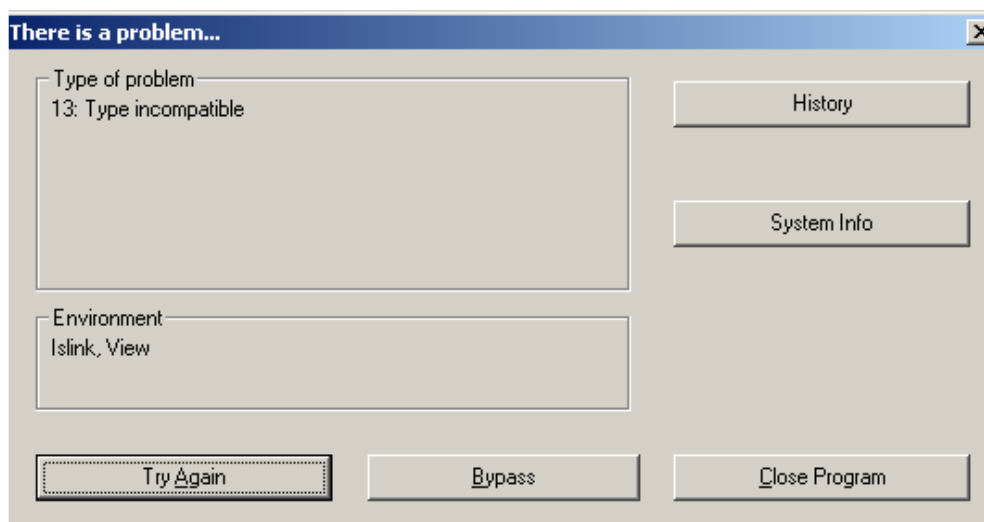 There is a problem...
Type of problem
13: Type incompatible
History
System Info
Environment
Islink, View
Try Again
Bypass
Close Program